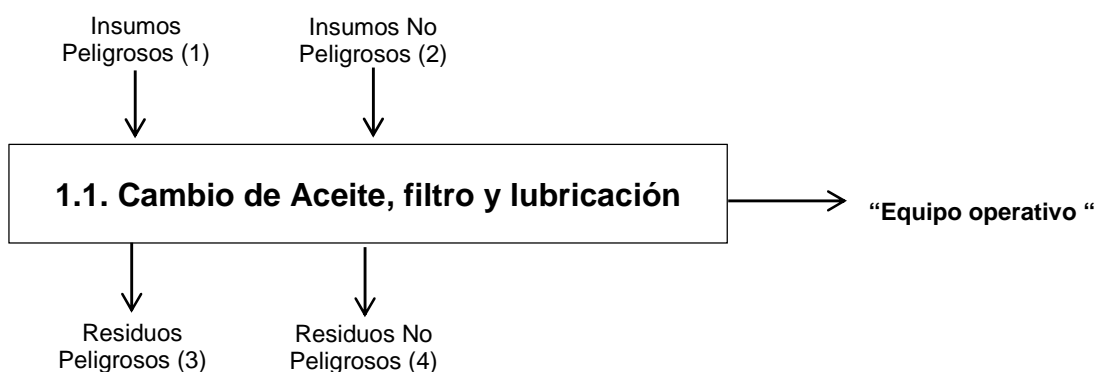 Insumos
Peligrosos (1)
Insumos No
Peligrosos (2)
1.1. Cambio de Aceite, filtro y lubricación
“Equipo operativo “
Residuos
Peligrosos (3)
Residuos No
Peligrosos (4)